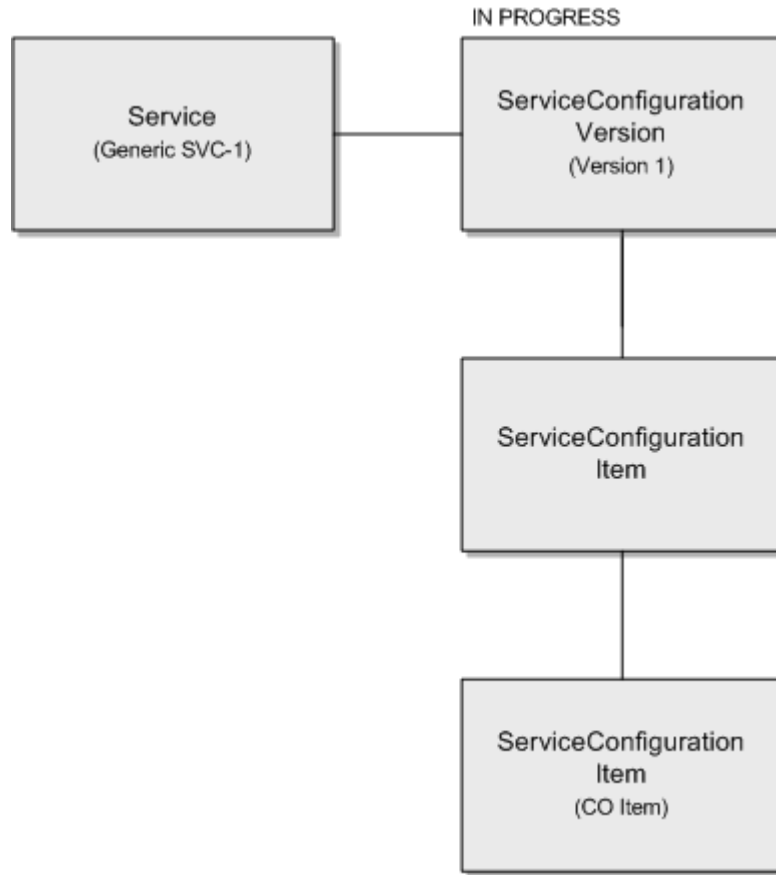 IN PROGRESS
Service
(Generic SVC-1)
ServiceConfiguration
Version
(Version 1)
ServiceConfiguration
Item
ServiceConfiguration
Item
(CO Item)